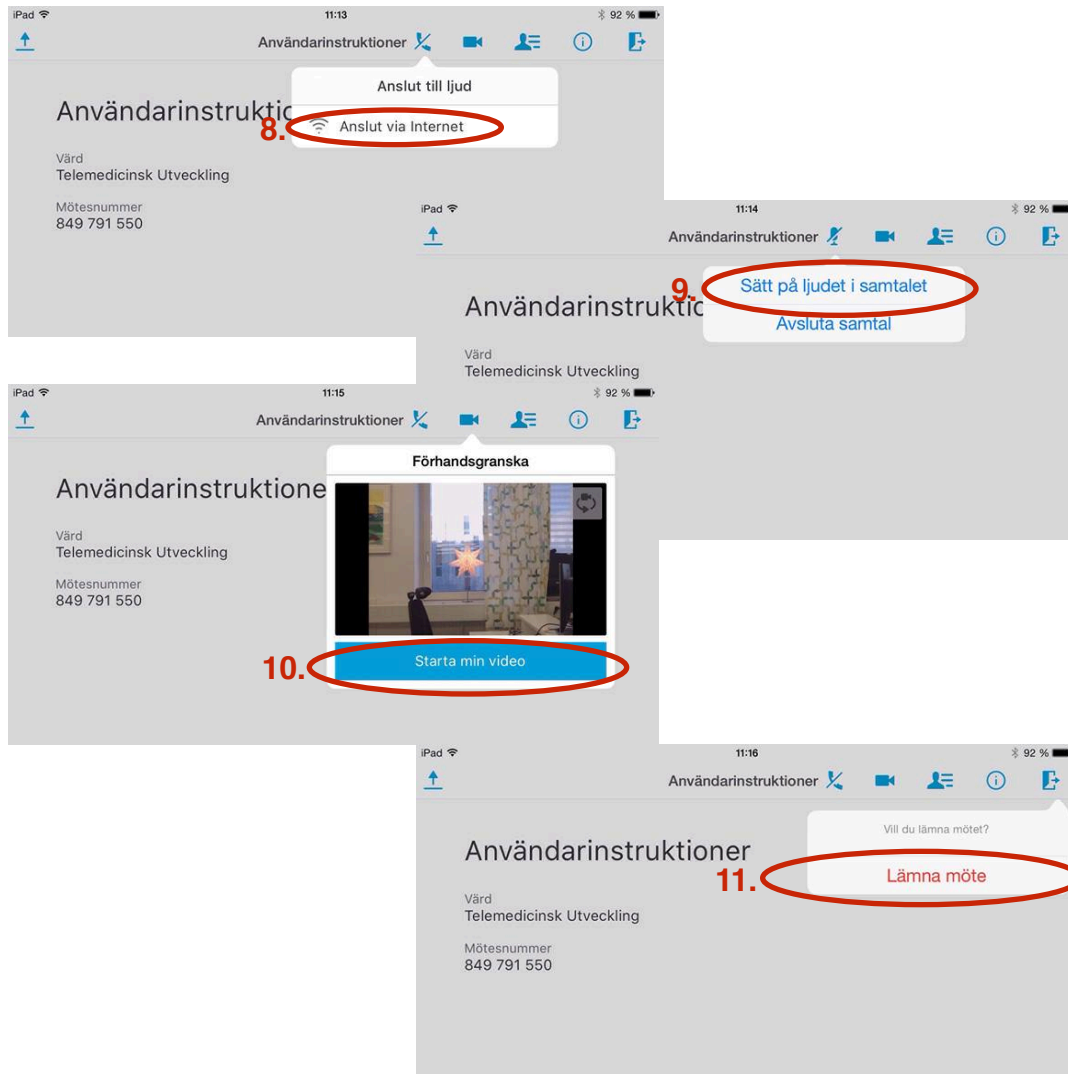 iPad 11:13 92 %
Användarinstruktioner
Anslut till ljud
Användarinstruktio
8. Anslut via Internet
Värd
Telemedicinsk Utveckling
Mötesnummer
849 791 550
iPad 11:14 92 %
Användarinstruktioner
9. Sätt på ljudet i samtalet
Användarinstruktio
Avsluta samtal
Värd
Telemedicinsk Utveckling
iPad 11:15 92 %
Användarinstruktioner
Förhandsgranska
Användarinstruktione
Värd
Telemedicinsk Utveckling
Mötesnummer
849 791 550
10. Starta min video
iPad 11:16 92 %
Användarinstruktioner
Vill du lämna mötet?
Användarinstruktioner
11. Lämna möte
Värd
Telemedicinsk Utveckling
Mötesnummer
849 791 550